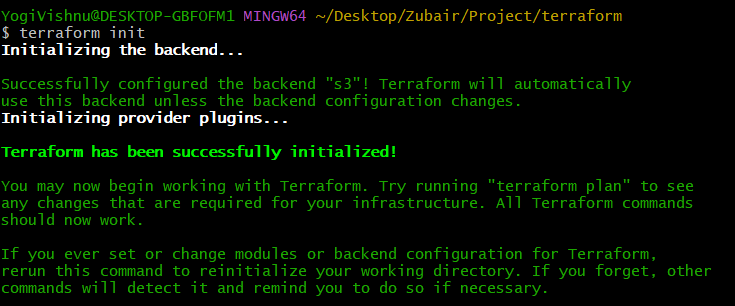 YogiVishnu@DESKTOP-GBFOFM1 MINGW64 ~/Desktop/Zubair/Project/terraform
$ terraform init
Initializing the backend...
Successfully configured the backend "s3"! Terraform will automatically
use this backend unless the backend configuration changes.
Initializing provider plugins...
Terraform has been successfully initialized!
You may now begin working with Terraform. Try running "terraform plan" to see
any changes that are required for your infrastructure. All Terraform commands
should now work.
If you ever set or change modules or backend configuration for Terraform,
rerun this command to reinitialize your working directory. If you forget, other
commands will detect it and remind you to do so if necessary.